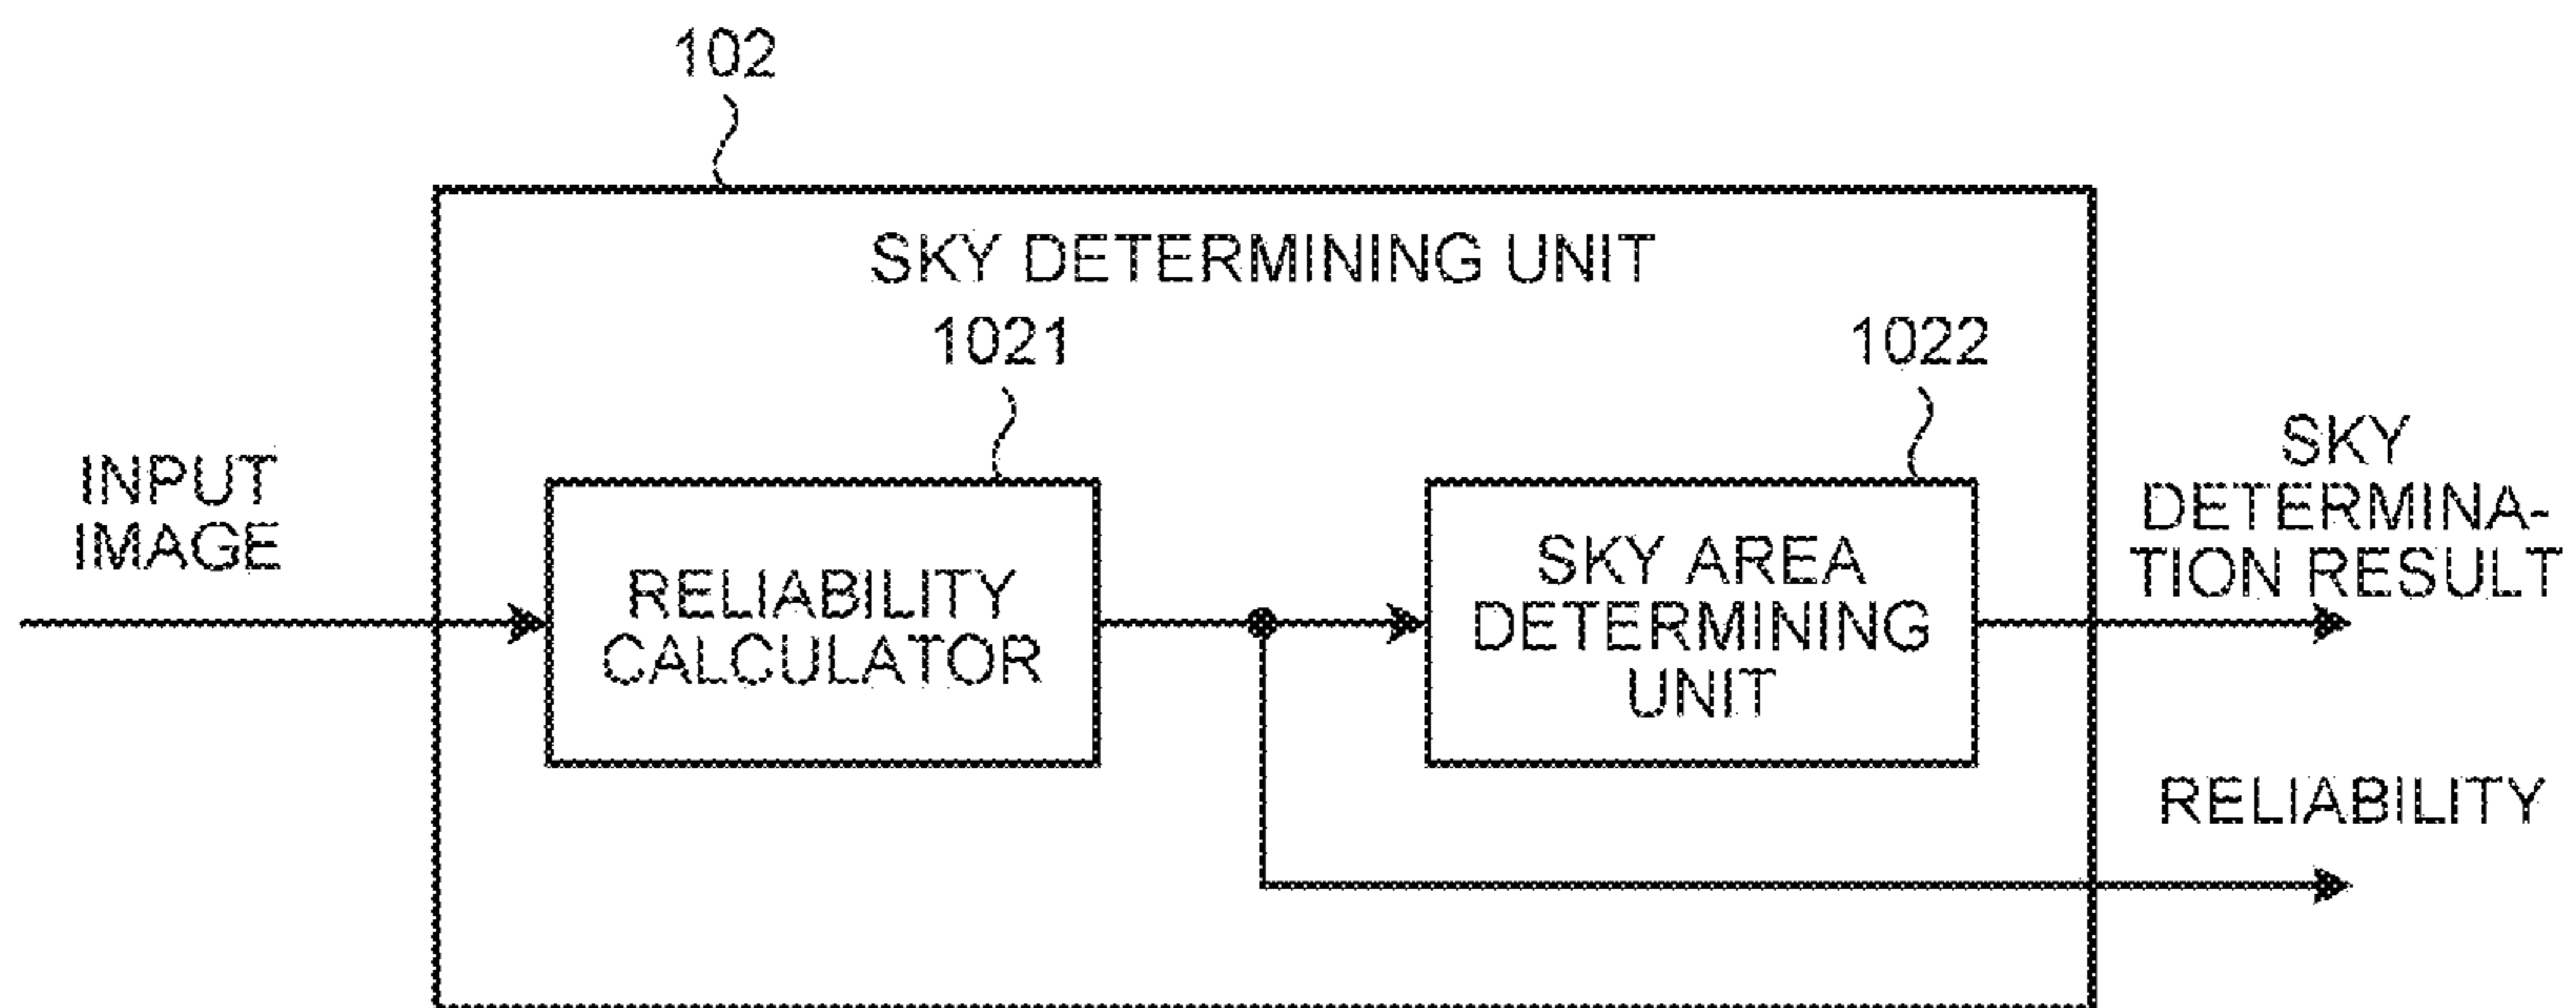 102
SKY DETERMINING UNIT
1021
1022
INPUT
IMAGE
RELIABILITY
CALCULATOR
SKY AREA
DETERMINING
UNIT
SKY
DETERMINA-
TION RESULT
RELIABILITY